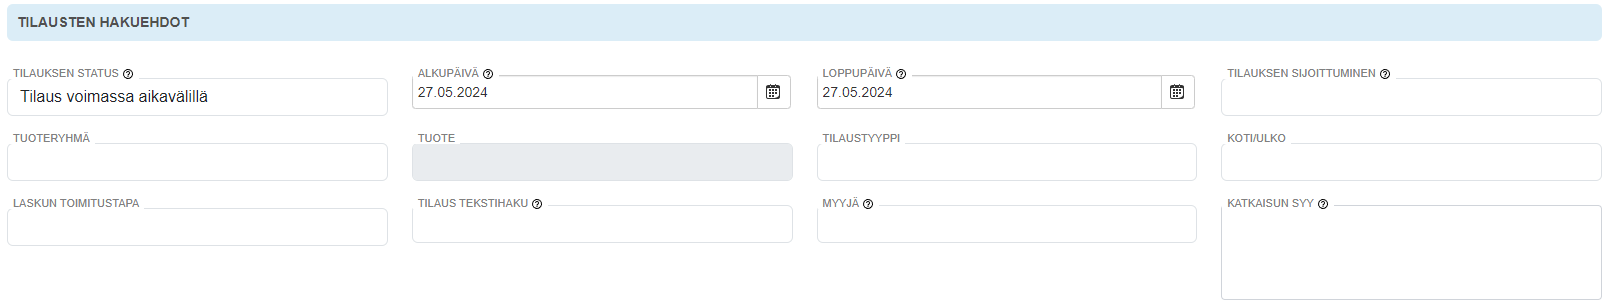 TILAUSTEN HAKUEHDOT
TILAUKSEN STATUS
Tilaus voimassa aikavälillä
ALKUPÄIVÄ
27.05.2024
LOPPUPÄIVÄ
27.05.2024
TILAUKSEN SIJOITTUMINEN
TUOTERYHMÄ
TUOTE
TILAUSTYYPPI
KOTI/ULKO
LASKUN TOIMITUSTAPA
TILAUS TEKSTIHAKU
MYYJÄ
KATKAISUN SYY